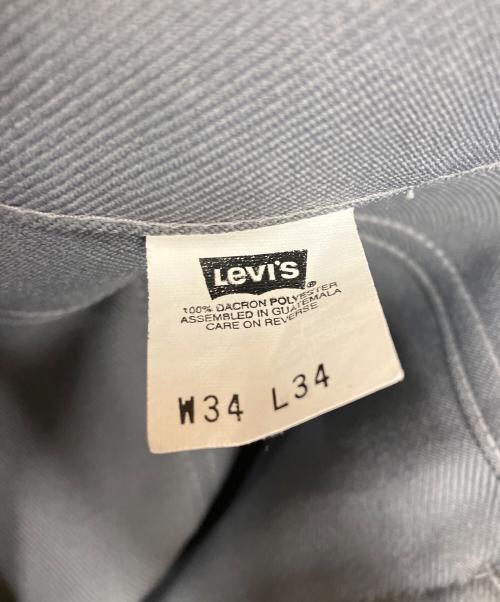 Levi's ®
100% DACRON POLYESTER
ASSEMBLED IN GUATEMALA
CARE ON REVERSE
W34 L34